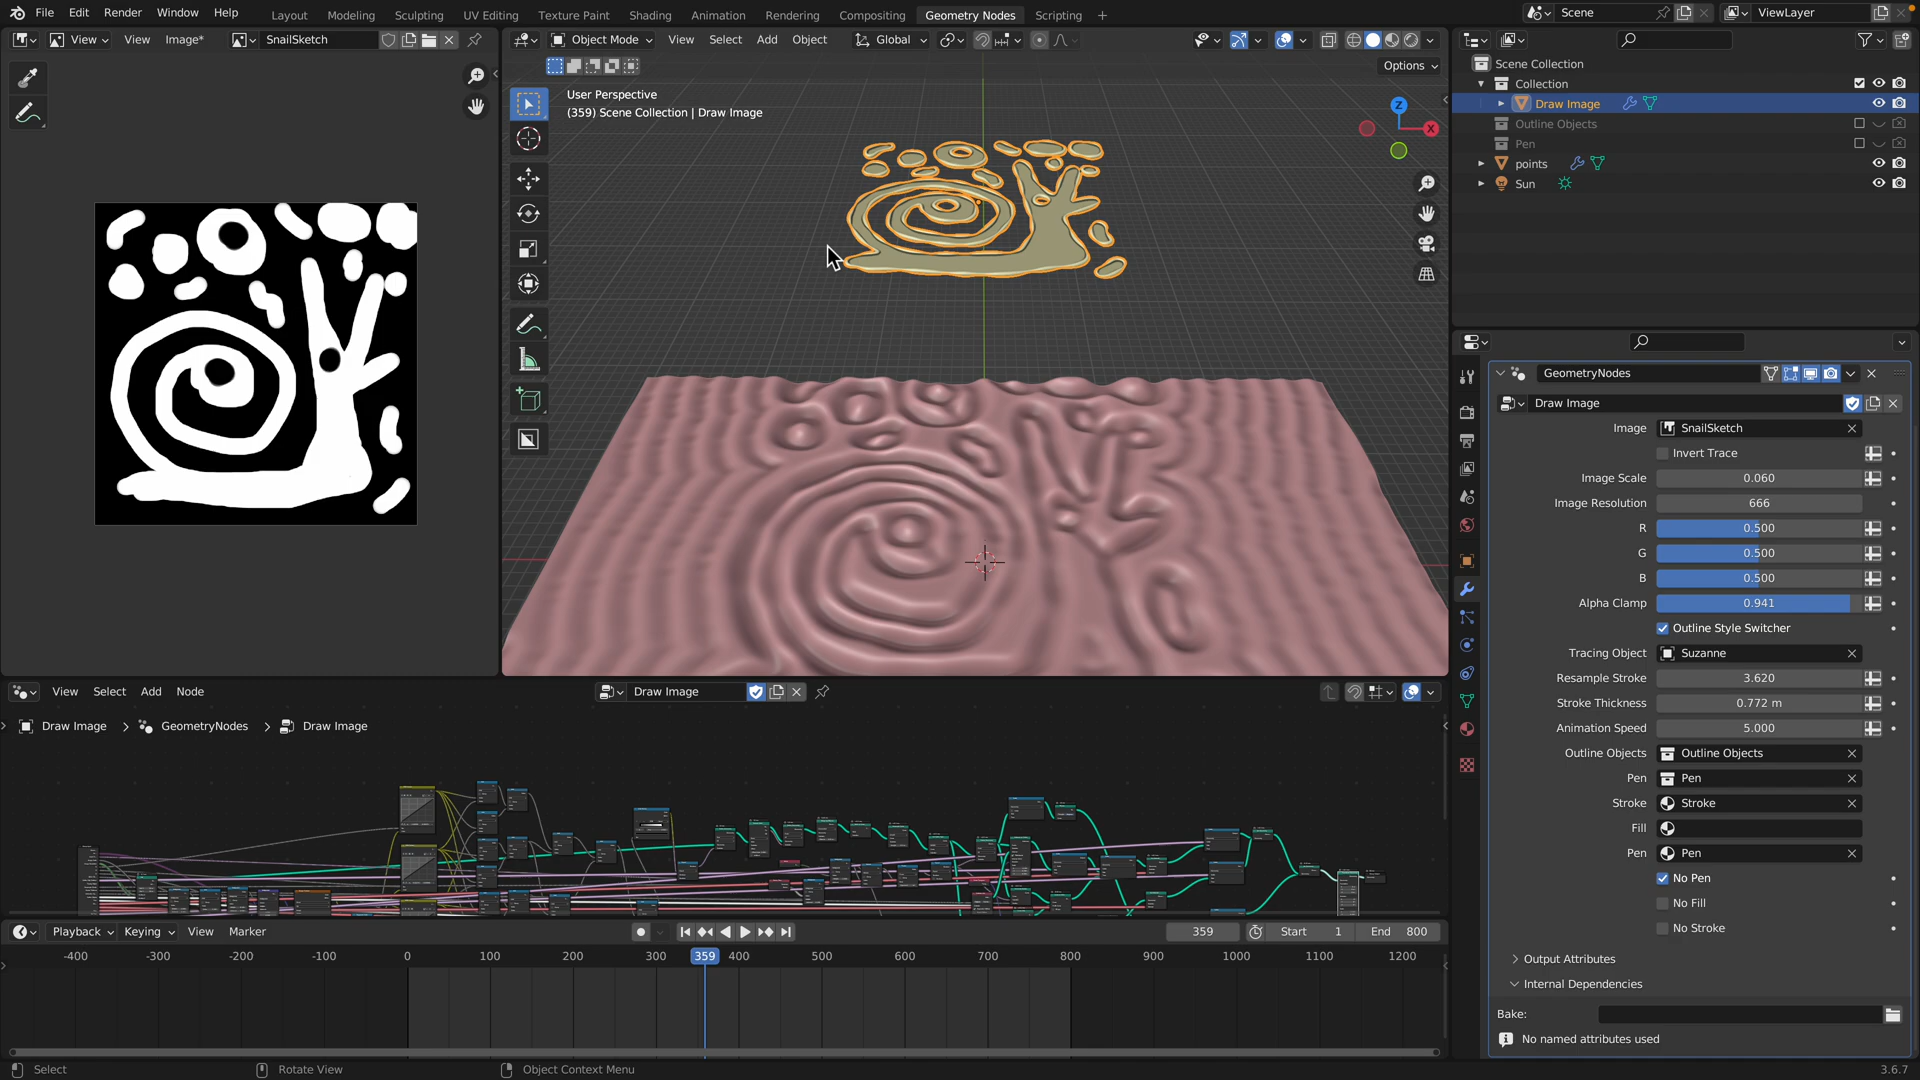 File Edit Render Window Help
Layout Modeling Sculpting UV Editing Texture Paint Shading Animation Rendering Compositing Geometry Nodes Scripting +
Scene
ViewLayer
View View Image* SnailSketch
Object Mode View Select Add Object Global
Options
User Perspective
(359) Scene Collection | Draw Image
Z
X
Scene Collection
Collection
Draw Image
Outline Objects
Pen
points
Sun
GeometryNodes
Draw Image
Image SnailSketch
Invert Trace
Image Scale 0.060
Image Resolution 666
R 0.500
G 0.500
B 0.500
Alpha Clamp 0.941
Outline Style Switcher
Tracing Object Suzanne
Resample Stroke 3.620
Stroke Thickness 0.772 m
Animation Speed 5.000
Outline Objects Outline Objects
Pen Pen
Stroke Stroke
Fill
Pen Pen
No Pen
No Fill
No Stroke
Output Attributes
Internal Dependencies
Bake:
No named attributes used
View Select Add Node Draw Image
Draw Image GeometryNodes Draw Image
Playback Keying View Marker 359 Start 1 End 800
-400 -300 -200 -100 0 100 200 300 359 400 500 600 700 800 900 1000 1100 1200
Select Rotate View Object Context Menu 3.6.7